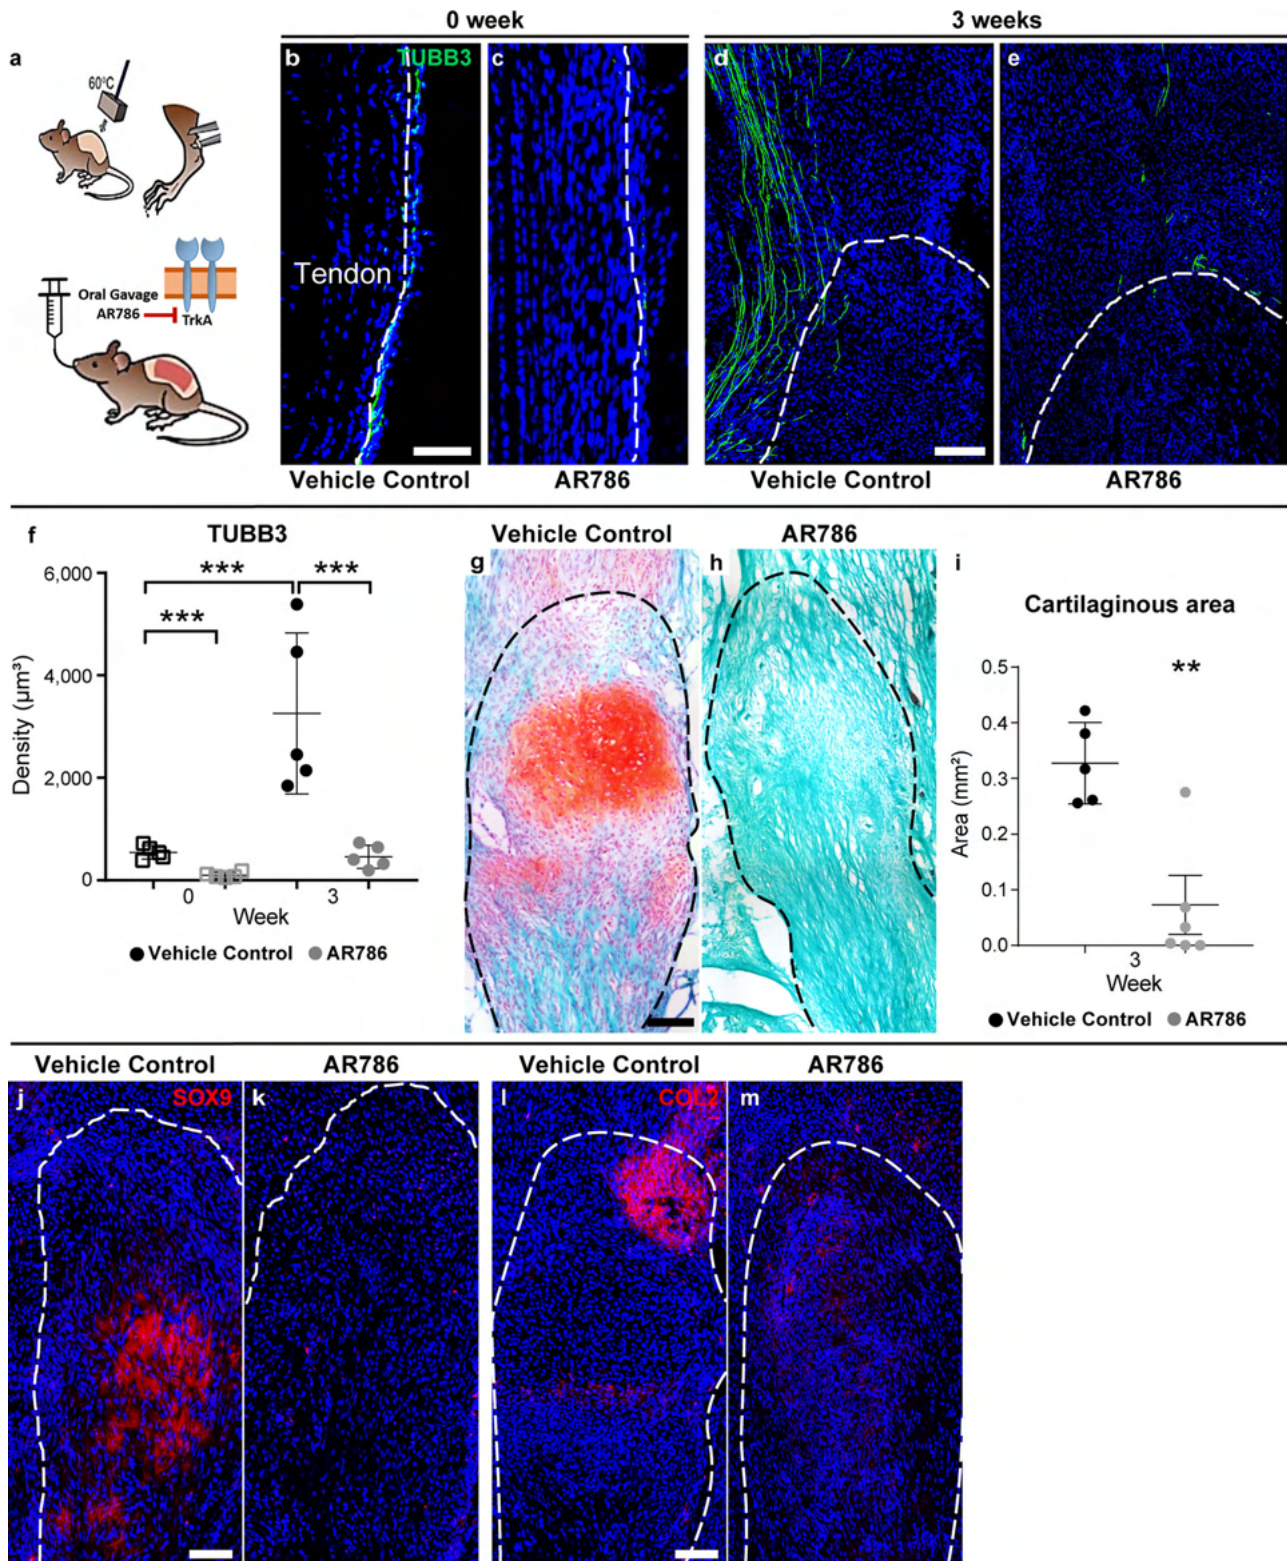 0 week
3 weeks
a
60°C
Oral Gavage
AR786
TrkA
b
TUBB3
c
d
e
Tendon
Vehicle Control
AR786
Vehicle Control
AR786
f
TUBB3
6,000
4,000
2,000
0
Density (µm³)
***
***
***
0
3
Week
Vehicle Control
AR786
Vehicle Control
AR786
g
h
i
Cartilaginous area
0.5
0.4
0.3
0.2
0.1
0.0
Area (mm²)
**
3
Week
Vehicle Control
AR786
Vehicle Control
AR786
Vehicle Control
AR786
j
SOX9
k
l
COL2
m